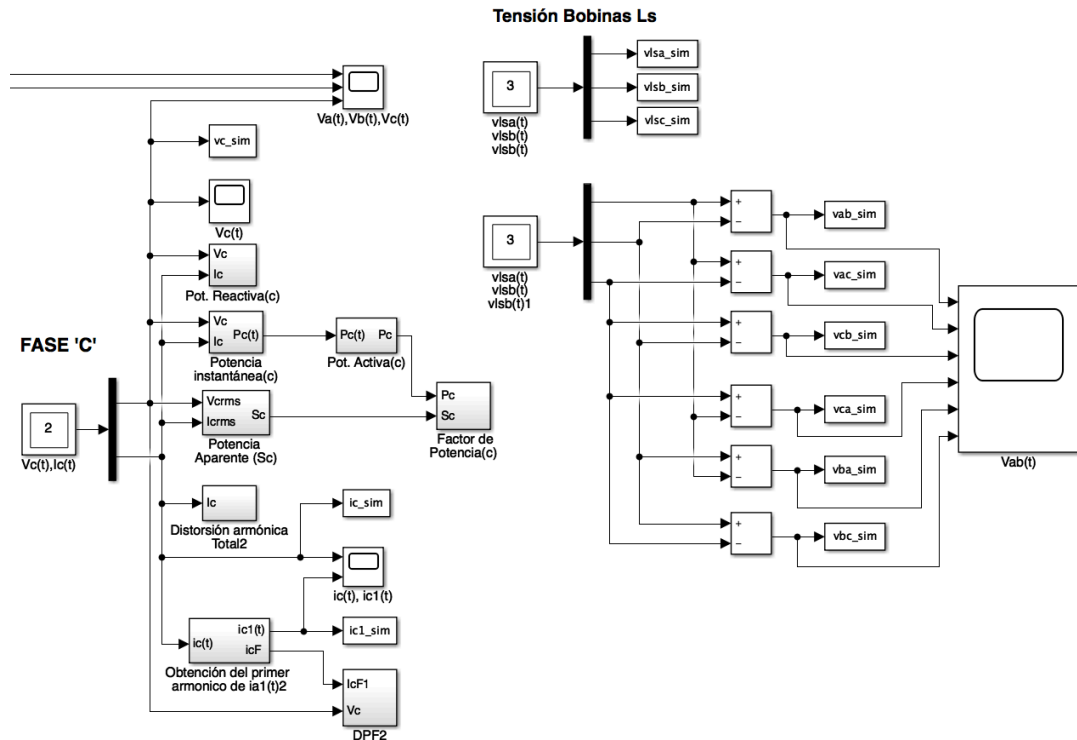 Tensión Bobinas Ls
3
vlsa(t)
vlsb(t)
vlsb(t)
vlsa_sim
vlsb_sim
vlsc_sim
Va(t),Vb(t),Vc(t)
vc_sim
Vc(t)
Vc
Ic
Pot. Reactiva(c)
FASE 'C'
2
Vc(t),Ic(t)
Vc
Ic
Pc(t)
Potencia
instantánea(c)
Pc(t)
Pc
Pot. Activa(c)
Vcrms
Icrms
Sc
Potencia
Aparente (Sc)
Pc
Sc
Factor de
Potencia(c)
Ic
Distorsión armónica
Total2
ic_sim
ic(t), ic1(t)
ic(t)
ic1(t)
icF
Obtención del primer
armonico de ia1(t)2
ic1_sim
IcF1
Vc
DPF2
3
vlsa(t)
vlsb(t)
vlsb(t)1
+
−
vab_sim
+
−
vac_sim
+
−
vcb_sim
+
−
vca_sim
+
−
vba_sim
+
−
vbc_sim
Vab(t)